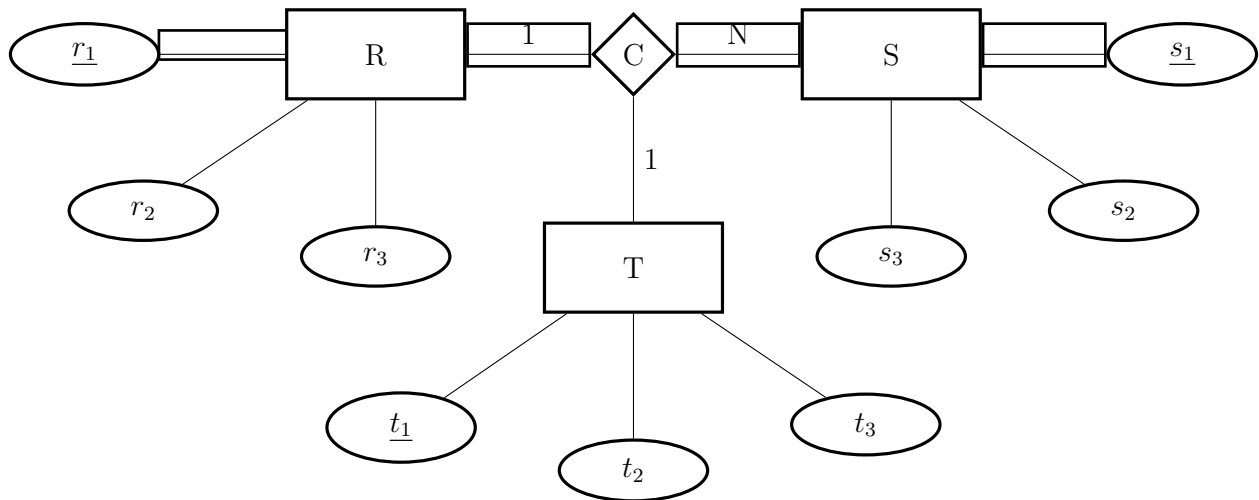 r₁ R 1 C N S s₁
1
r₂ s₂
r₃ T s₃
t₁ t₃
t₂